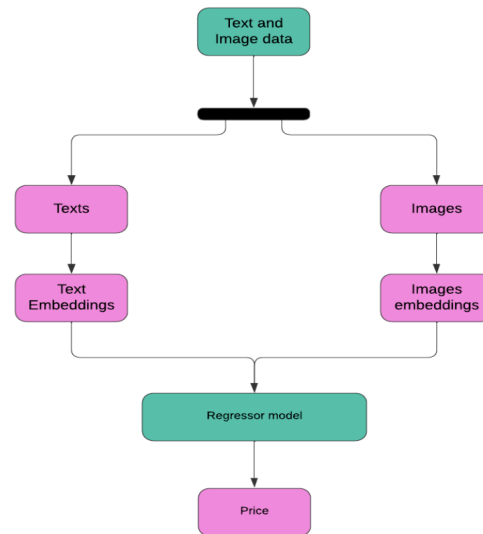 Text and
Image data
Texts
Images
Text
Embeddings
Images
embeddings
Regressor model
Price